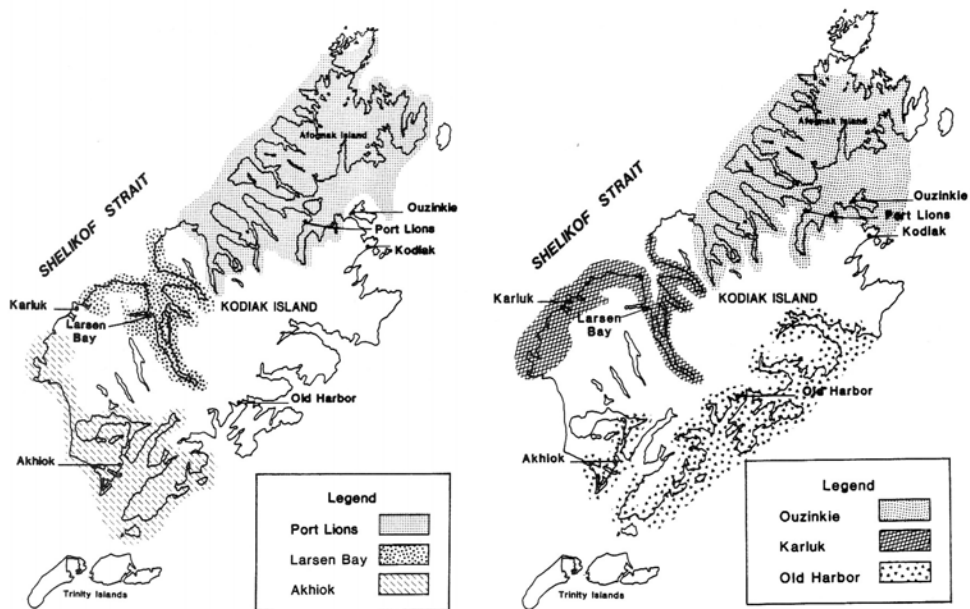 Afognak Island
SHELIKOF STRAIT
Ouzinkie
Port Lions
Kodiak
KODIAK ISLAND
Karluk
Larsen
Bay
Old Harbor
Akhiok
Trinity Islands
Legend
Port Lions
Larsen Bay
Akhiok
Afognak Island
SHELIKOF STRAIT
Ouzinkie
Port Lions
Kodiak
KODIAK ISLAND
Karluk
Larsen
Bay
Old Harbor
Akhiok
Trinity Islands
Legend
Ouzinkie
Karluk
Old Harbor